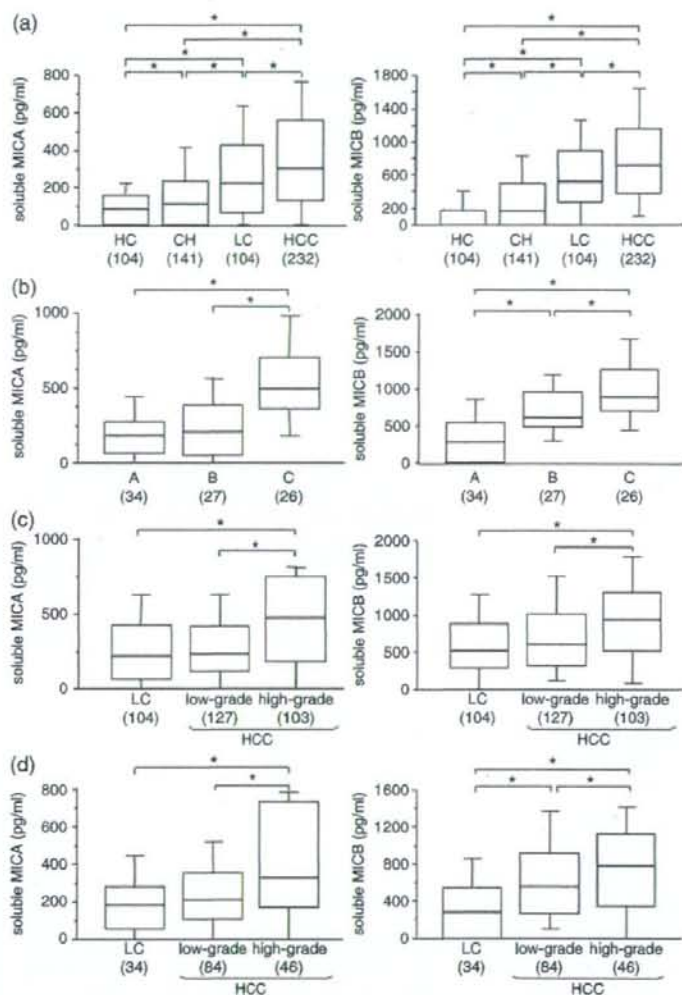 (a)
* *
* *
* *
* * * * * *
soluble MICA (pg/ml) 800 600 400 200 0
soluble MICB (pg/ml) 1800 1400 1000 600 200 0
HC CH LC HCC HC CH LC HCC
(104) (141) (104) (232) (104) (141) (104) (232)
(b)
* *
* * *
soluble MICA (pg/ml) 1000 500 0
soluble MICB (pg/ml) 2000 1500 1000 500 0
A B C A B C
(34) (27) (26) (34) (27) (26)
(c)
* *
* *
soluble MICA (pg/ml) 1000 500 0
soluble MICB (pg/ml) 2000 1500 1000 500 0
LC low-grade high-grade LC low-grade high-grade
(104) (127) (103) (104) (127) (103)
HCC HCC
(d)
* *
* * *
soluble MICA (pg/ml) 800 600 400 200 0
soluble MICB (pg/ml) 1600 1200 800 400 0
LC low-grade high-grade LC low-grade high-grade
(34) (84) (46) (34) (84) (46)
HCC HCC